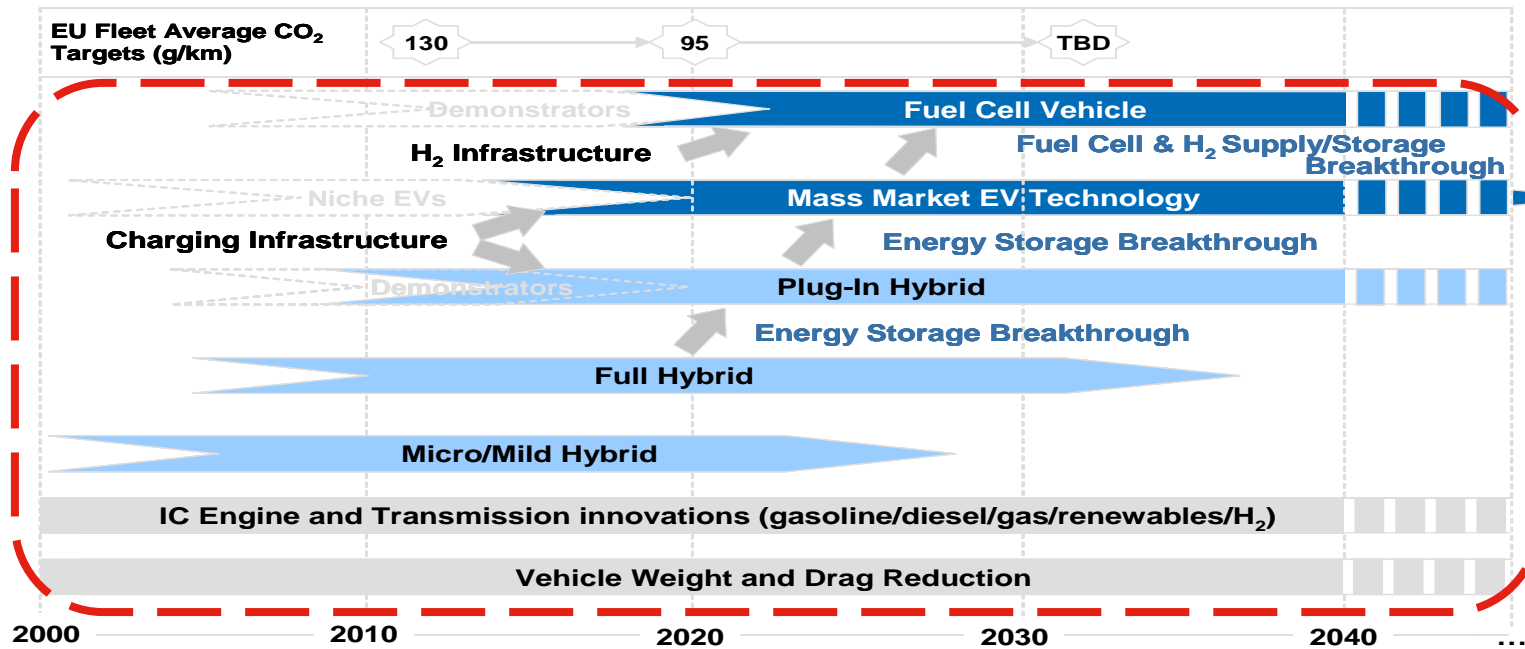 EU Fleet Average CO₂
Targets (g/km)
130
95
TBD
Demonstrators
Fuel Cell Vehicle
H₂ Infrastructure
Fuel Cell & H₂ Supply/Storage
Breakthrough
Niche EVs
Mass Market EV Technology
Charging Infrastructure
Energy Storage Breakthrough
Demonstrators
Plug-In Hybrid
Energy Storage Breakthrough
Full Hybrid
Micro/Mild Hybrid
IC Engine and Transmission innovations (gasoline/diesel/gas/renewables/H₂)
Vehicle Weight and Drag Reduction
2000
2010
2020
2030
2040
...